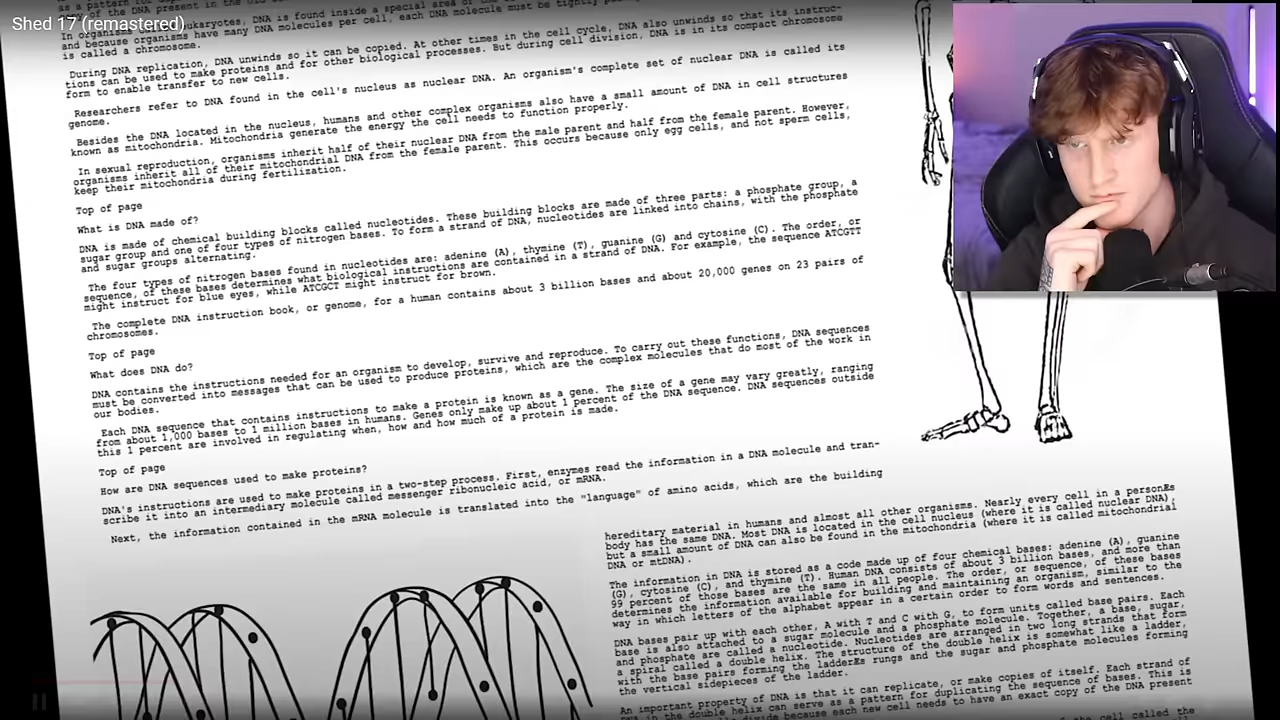 Shed 17 (remastered)
as a pattern for
In organisms
eukaryotes, DNA is found inside a special area of the
and because organisms have many DNA molecules per cell, each DNA molecule must be tightly
is called a chromosome.
During DNA replication, DNA unwinds so it can be copied. At other times in the cell cycle, DNA also unwinds so that its instruc-
tions can be used to make proteins and for other biological processes. But during cell division, DNA is in its compact chromosome
form to enable transfer to new cells.
Researchers refer to DNA found in the cell's nucleus as nuclear DNA. An organism's complete set of nuclear DNA is called its
genome.
Besides the DNA located in the nucleus, humans and other complex organisms also have a small amount of DNA in cell structures
known as mitochondria. Mitochondria generate the energy the cell needs to function properly.
In sexual reproduction, organisms inherit half of their nuclear DNA from the male parent and half from the female parent. However,
organisms inherit all of their mitochondrial DNA from the female parent. This occurs because only egg cells, and not sperm cells,
keep their mitochondria during fertilization.
Top of page
What is DNA made of?
DNA is made of chemical building blocks called nucleotides. These building blocks are made of three parts: a phosphate group, a
sugar group and one of four types of nitrogen bases. To form a strand of DNA, nucleotides are linked into chains, with the phosphate
and sugar groups alternating.
The four types of nitrogen bases found in nucleotides are: adenine (A), thymine (T), guanine (G) and cytosine (C). The order, or
sequence, of these bases determines what biological instructions are contained in a strand of DNA. For example, the sequence ATCGTT
might instruct for blue eyes, while ATCGCT might instruct for brown.
The complete DNA instruction book, or genome, for a human contains about 3 billion bases and about 20,000 genes on 23 pairs of
chromosomes.
Top of page
What does DNA do?
DNA contains the instructions needed for an organism to develop, survive and reproduce. To carry out these functions, DNA sequences
must be converted into messages that can be used to produce proteins, which are the complex molecules that do most of the work in
our bodies.
Each DNA sequence that contains instructions to make a protein is known as a gene. The size of a gene may vary greatly, ranging
from about 1,000 bases to 1 million bases in humans. Genes only make up about 1 percent of the DNA sequence. DNA sequences outside
this 1 percent are involved in regulating when, how and how much of a protein is made.
Top of page
How are DNA sequences used to make proteins?
DNA's instructions are used to make proteins in a two-step process. First, enzymes read the information in a DNA molecule and tran-
scribe it into an intermediary molecule called messenger ribonucleic acid, or mRNA.
Next, the information contained in the mRNA molecule is translated into the "language" of amino acids, which are the building
hereditary material in humans and almost all other organisms. Nearly every cell in a personÆs
body has the same DNA. Most DNA is located in the cell nucleus (where it is called nuclear DNA),
but a small amount of DNA can also be found in the mitochondria (where it is called mitochondrial
DNA or mtDNA).
The information in DNA is stored as a code made up of four chemical bases: adenine (A), guanine
(G), cytosine (C), and thymine (T). Human DNA consists of about 3 billion bases, and more than
99 percent of those bases are the same in all people. The order, or sequence, of these bases
determines the information available for building and maintaining an organism, similar to the
way in which letters of the alphabet appear in a certain order to form words and sentences.
DNA bases pair up with each other, A with T and C with G, to form units called base pairs. Each
base is also attached to a sugar molecule and a phosphate molecule. Together, a base, sugar,
and phosphate are called a nucleotide. Nucleotides are arranged in two long strands that form
a spiral called a double helix. The structure of the double helix is somewhat like a ladder,
with the base pairs forming the ladderÆs rungs and the sugar and phosphate molecules forming
the vertical sidepieces of the ladder.
An important property of DNA is that it can replicate, or make copies of itself. Each strand of
DNA in the double helix can serve as a pattern for duplicating the sequence of bases. This is
divide because each new cell needs to have an exact copy of the DNA present